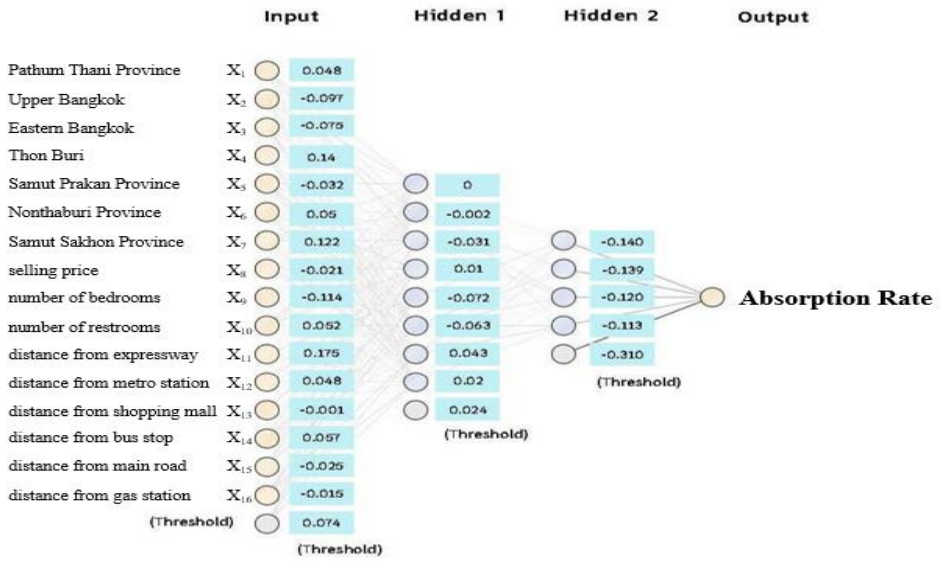 Input Hidden 1 Hidden 2 Output
Pathum Thani Province X₁ 0.048
Upper Bangkok X₂ -0.097
Eastern Bangkok X₃ -0.075
Thon Buri X₄ 0.14
Samut Prakan Province X₅ -0.032 0
Nonthaburi Province X₆ 0.05 -0.002
Samut Sakhon Province X₇ 0.122 -0.031 -0.140
selling price X₈ -0.021 0.01 -0.139
number of bedrooms X₉ -0.114 -0.072 -0.120 Absorption Rate
number of restrooms X₁₀ 0.052 -0.063 -0.113
distance from expressway X₁₁ 0.175 0.043 -0.310
distance from metro station X₁₂ 0.048 0.02 (Threshold)
distance from shopping mall X₁₃ -0.001 0.024
distance from bus stop X₁₄ 0.057 (Threshold)
distance from main road X₁₅ -0.025
distance from gas station X₁₆ -0.015
(Threshold) 0.074
(Threshold)